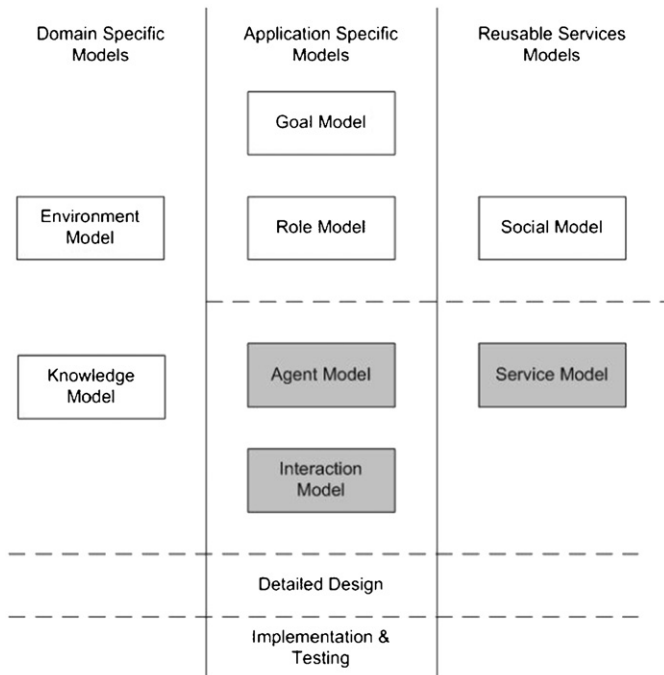 Domain Specific
Models
Application Specific
Models
Reusable Services
Models
Goal Model
Environment
Model
Role Model
Social Model
Knowledge
Model
Agent Model
Service Model
Interaction
Model
Detailed Design
Implementation &
Testing